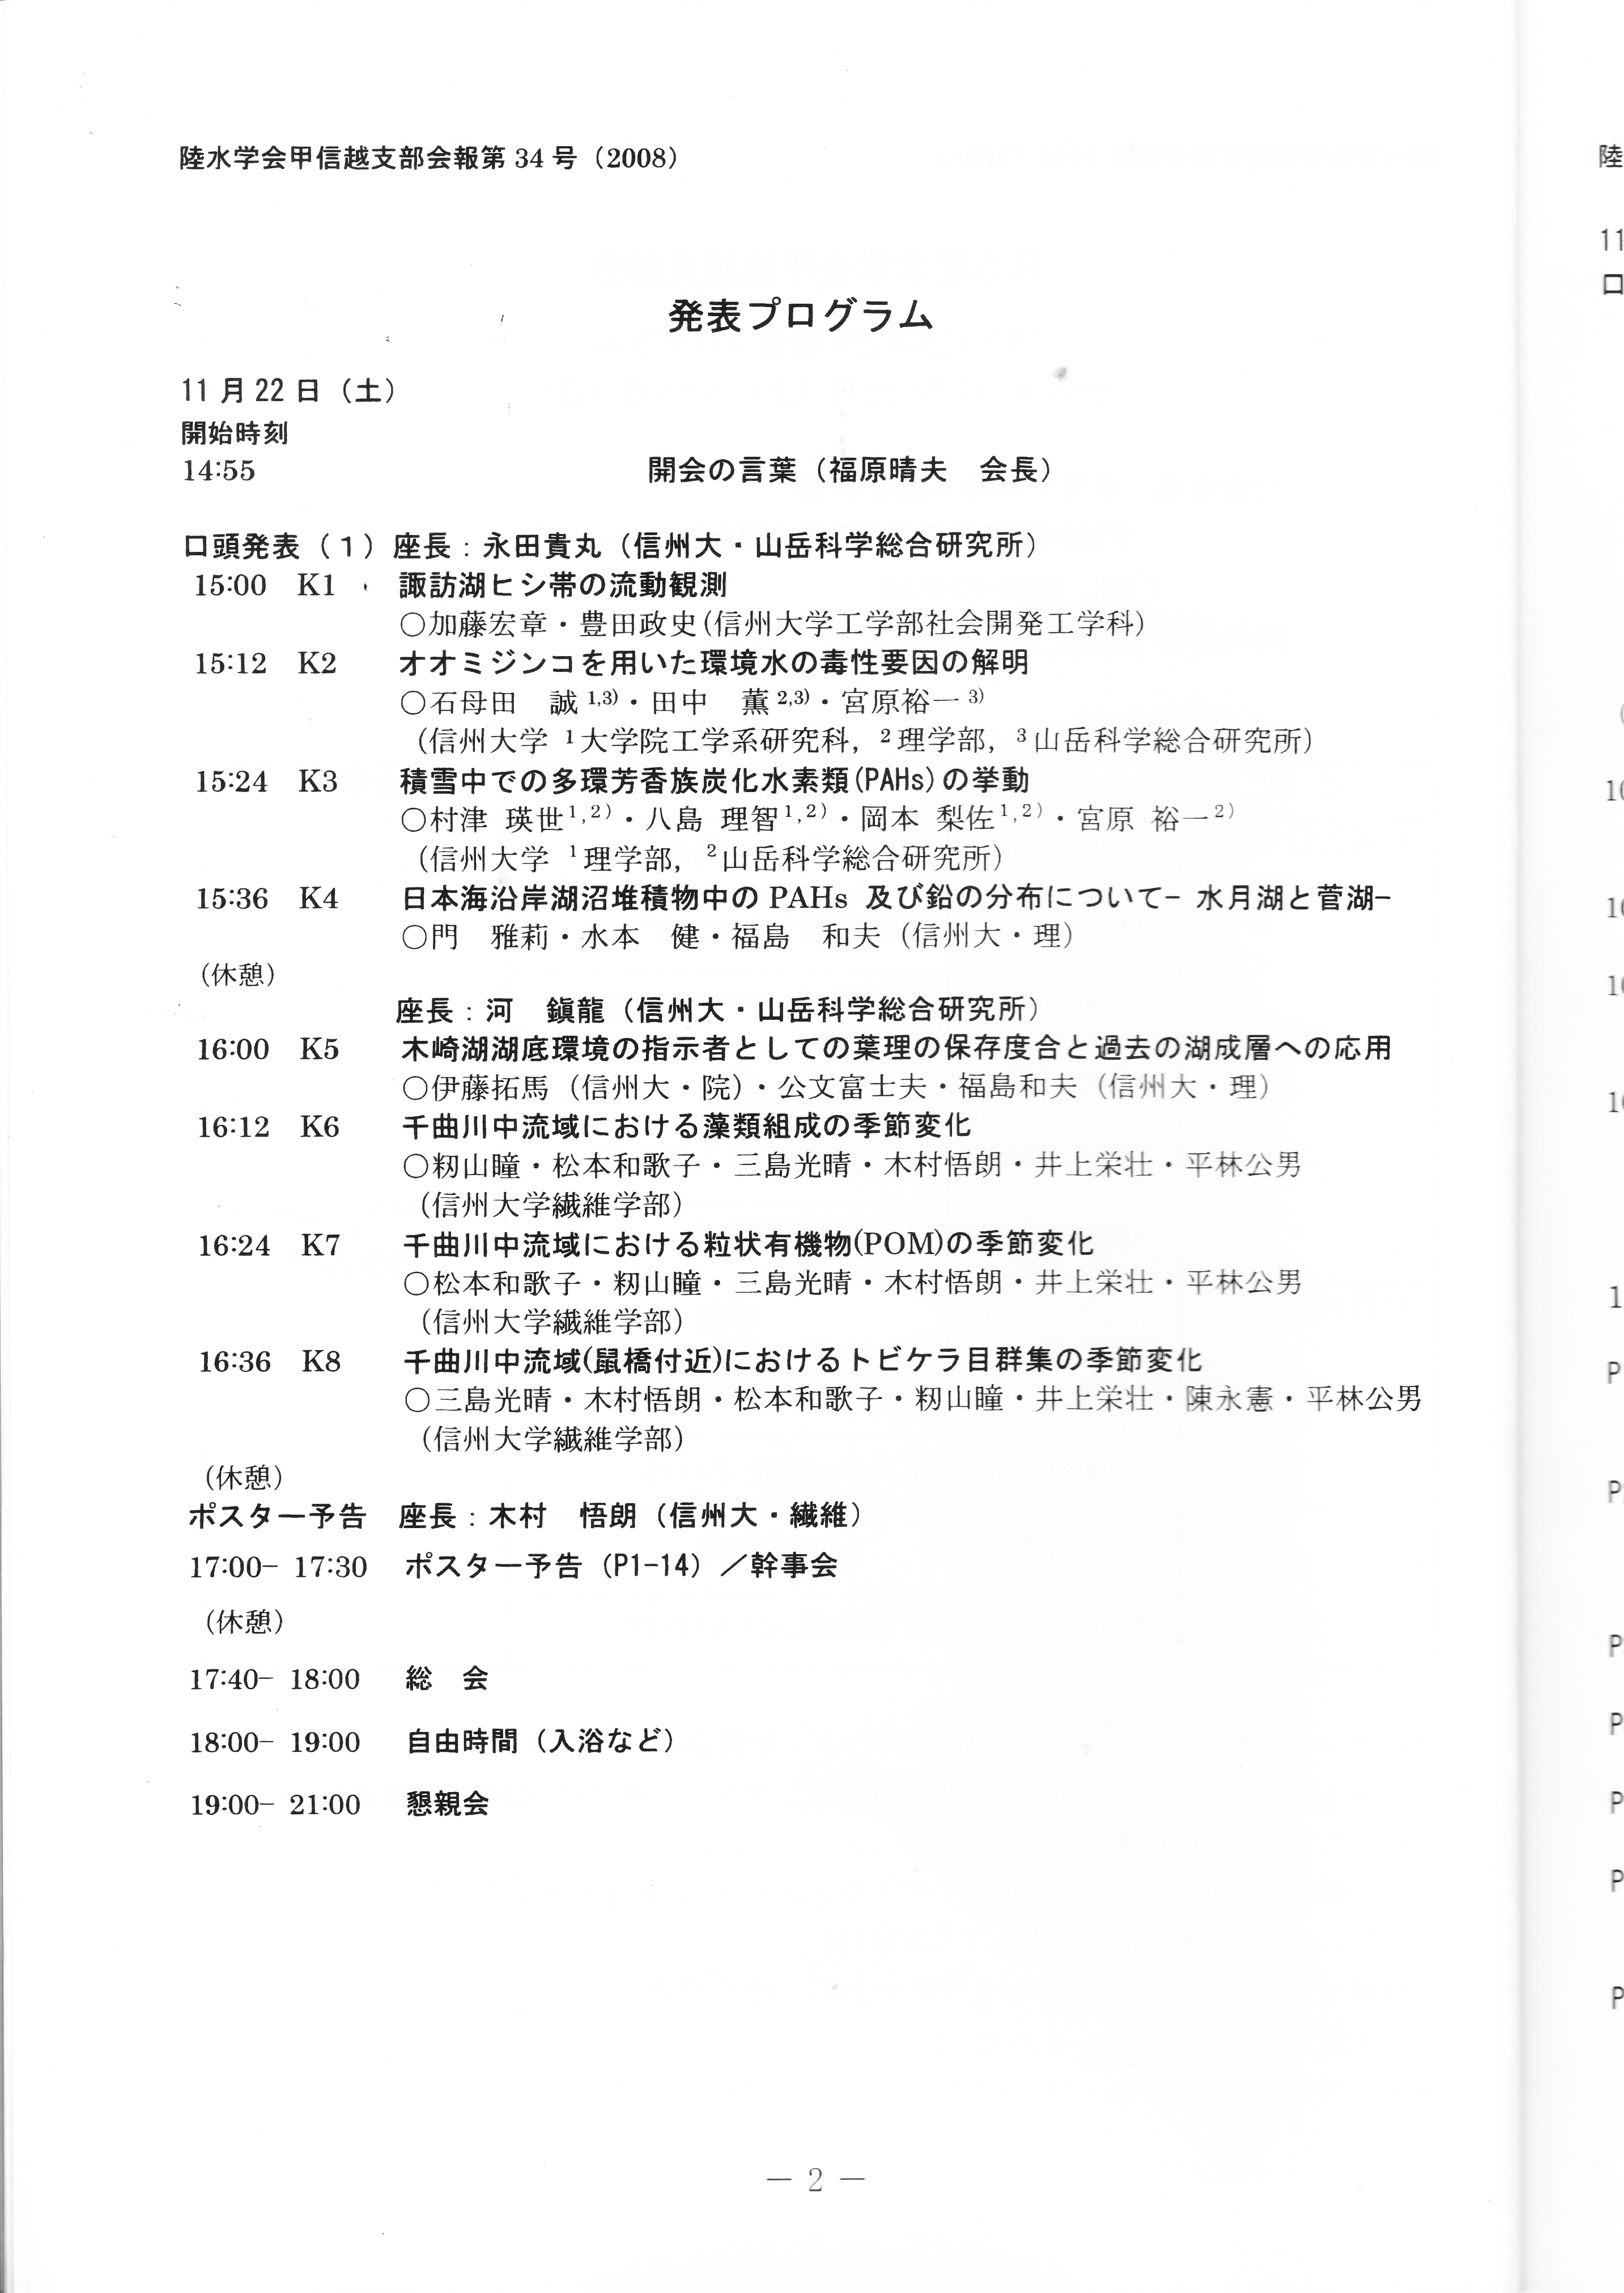 陸水学会甲信越支部会報第 34 号（2008）
発表プログラム
11 月 22 日（土）
開始時刻
14:55 開会の言葉（福原晴夫　会長）
口頭発表（１）座長：永田貴丸（信州大・山岳科学総合研究所）
15:00 K1 諏訪湖ヒシ帯の流動観測
○加藤宏章・豊田政史(信州大学工学部社会開発工学科)
15:12 K2 オオミジンコを用いた環境水の毒性要因の解明
○石母田　誠 1,3)・田中　薫 2,3)・宮原裕一 3)
（信州大学 1 大学院工学系研究科，2 理学部，3 山岳科学総合研究所）
15:24 K3 積雪中での多環芳香族炭化水素類(PAHs)の挙動
○村津 瑛世1,2)・八島 理智1,2)・岡本 梨佐1,2)・宮原 裕一2)
（信州大学 1 理学部，2 山岳科学総合研究所）
15:36 K4 日本海沿岸湖沼堆積物中の PAHs 及び鉛の分布について- 水月湖と菅湖-
○門　雅莉・水本　健・福島　和夫（信州大・理）
（休憩）
座長：河　鎭龍（信州大・山岳科学総合研究所）
16:00 K5 木崎湖湖底環境の指示者としての葉理の保存度合と過去の湖成層への応用
○伊藤拓馬（信州大・院）・公文富士夫・福島和夫（信州大・理）
16:12 K6 千曲川中流域における藻類組成の季節変化
○籾山瞳・松本和歌子・三島光晴・木村悟朗・井上栄壮・平林公男
（信州大学繊維学部）
16:24 K7 千曲川中流域における粒状有機物(POM)の季節変化
○松本和歌子・籾山瞳・三島光晴・木村悟朗・井上栄壮・平林公男
（信州大学繊維学部）
16:36 K8 千曲川中流域(鼠橋付近)におけるトビケラ目群集の季節変化
○三島光晴・木村悟朗・松本和歌子・籾山瞳・井上栄壮・陳永憲・平林公男
（信州大学繊維学部）
（休憩）
ポスター予告　座長：木村　悟朗（信州大・繊維）
17:00- 17:30 ポスター予告（P1-14）／幹事会
（休憩）
17:40- 18:00 総　会
18:00- 19:00 自由時間（入浴など）
19:00- 21:00 懇親会
— 2 —
陸
11
口